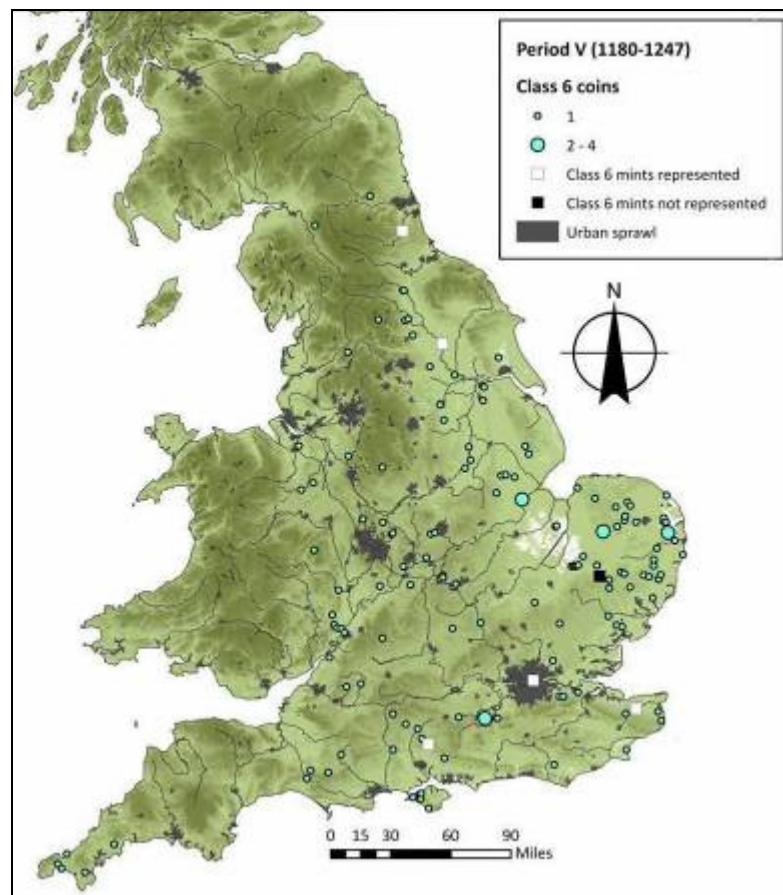 Period V (1180-1247)
Class 6 coins
1
2 - 4
Class 6 mints represented
Class 6 mints not represented
Urban sprawl
N
0 15 30 60 90
Miles